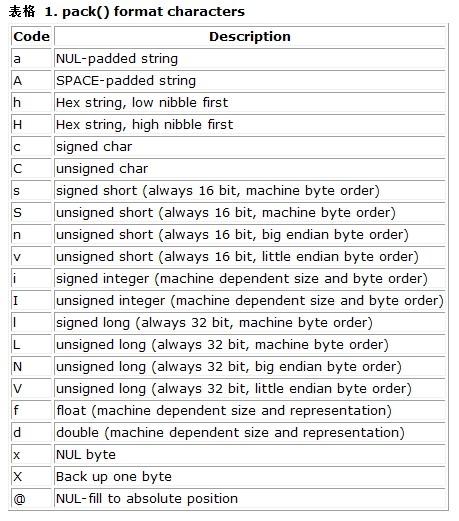 表格 1. pack() format characters
Code Description
a NUL-padded string
A SPACE-padded string
h Hex string, low nibble first
H Hex string, high nibble first
c signed char
C unsigned char
s signed short (always 16 bit, machine byte order)
S unsigned short (always 16 bit, machine byte order)
n unsigned short (always 16 bit, big endian byte order)
v unsigned short (always 16 bit, little endian byte order)
i signed integer (machine dependent size and byte order)
I unsigned integer (machine dependent size and byte order)
l signed long (always 32 bit, machine byte order)
L unsigned long (always 32 bit, machine byte order)
N unsigned long (always 32 bit, big endian byte order)
V unsigned long (always 32 bit, little endian byte order)
f float (machine dependent size and representation)
d double (machine dependent size and representation)
x NUL byte
X Back up one byte
@ NUL-fill to absolute position